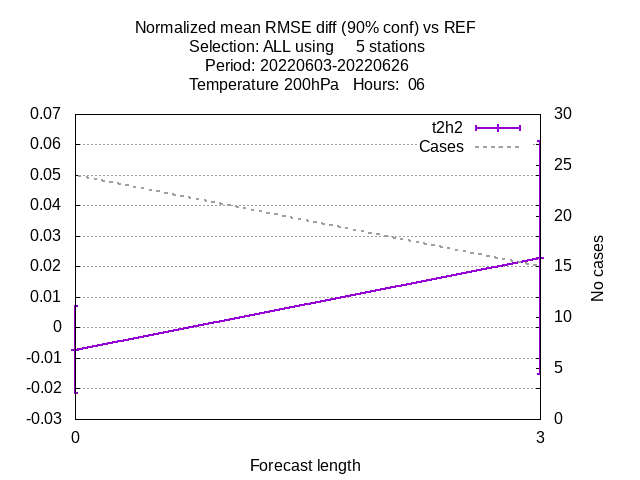 Normalized mean RMSE diff (90% conf) vs REF
Selection: ALL using     5 stations
Period: 20220603-20220626
Temperature 200hPa   Hours:  06
t2h2
Cases
0.07
0.06
0.05
0.04
0.03
0.02
0.01
0
-0.01
-0.02
-0.03
30
25
20
15
10
5
0
No cases
0
3
Forecast length